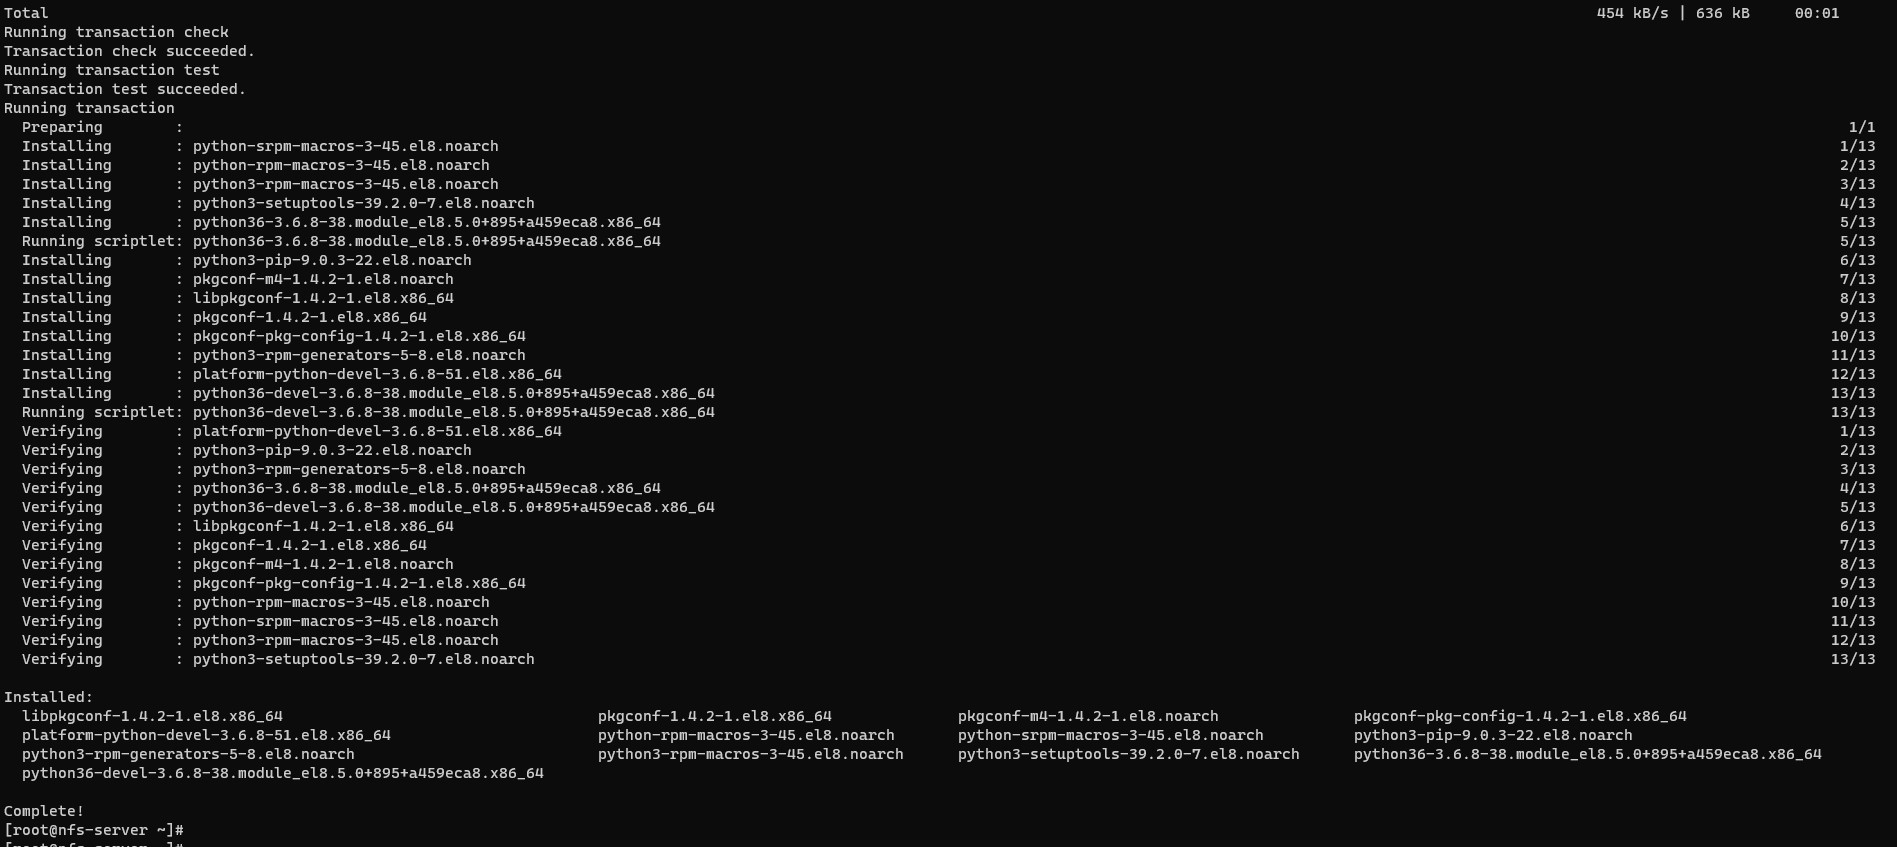 Total 454 kB/s | 636 kB 00:01
Running transaction check
Transaction check succeeded.
Running transaction test
Transaction test succeeded.
Running transaction
Preparing : 1/1
Installing : python-srpm-macros-3-45.el8.noarch 1/13
Installing : python-rpm-macros-3-45.el8.noarch 2/13
Installing : python3-rpm-macros-3-45.el8.noarch 3/13
Installing : python3-setuptools-39.2.0-7.el8.noarch 4/13
Installing : python36-3.6.8-38.module_el8.5.0+895+a459eca8.x86_64 5/13
Running scriptlet: python36-3.6.8-38.module_el8.5.0+895+a459eca8.x86_64 5/13
Installing : python3-pip-9.0.3-22.el8.noarch 6/13
Installing : pkgconf-m4-1.4.2-1.el8.noarch 7/13
Installing : libpkgconf-1.4.2-1.el8.x86_64 8/13
Installing : pkgconf-1.4.2-1.el8.x86_64 9/13
Installing : pkgconf-pkg-config-1.4.2-1.el8.x86_64 10/13
Installing : python3-rpm-generators-5-8.el8.noarch 11/13
Installing : platform-python-devel-3.6.8-51.el8.x86_64 12/13
Installing : python36-devel-3.6.8-38.module_el8.5.0+895+a459eca8.x86_64 13/13
Running scriptlet: python36-devel-3.6.8-38.module_el8.5.0+895+a459eca8.x86_64 13/13
Verifying : platform-python-devel-3.6.8-51.el8.x86_64 1/13
Verifying : python3-pip-9.0.3-22.el8.noarch 2/13
Verifying : python3-rpm-generators-5-8.el8.noarch 3/13
Verifying : python36-3.6.8-38.module_el8.5.0+895+a459eca8.x86_64 4/13
Verifying : python36-devel-3.6.8-38.module_el8.5.0+895+a459eca8.x86_64 5/13
Verifying : libpkgconf-1.4.2-1.el8.x86_64 6/13
Verifying : pkgconf-1.4.2-1.el8.x86_64 7/13
Verifying : pkgconf-m4-1.4.2-1.el8.noarch 8/13
Verifying : pkgconf-pkg-config-1.4.2-1.el8.x86_64 9/13
Verifying : python-rpm-macros-3-45.el8.noarch 10/13
Verifying : python-srpm-macros-3-45.el8.noarch 11/13
Verifying : python3-rpm-macros-3-45.el8.noarch 12/13
Verifying : python3-setuptools-39.2.0-7.el8.noarch 13/13
Installed:
libpkgconf-1.4.2-1.el8.x86_64 pkgconf-1.4.2-1.el8.x86_64 pkgconf-m4-1.4.2-1.el8.noarch pkgconf-pkg-config-1.4.2-1.el8.x86_64
platform-python-devel-3.6.8-51.el8.x86_64 python-rpm-macros-3-45.el8.noarch python-srpm-macros-3-45.el8.noarch python3-pip-9.0.3-22.el8.noarch
python3-rpm-generators-5-8.el8.noarch python3-rpm-macros-3-45.el8.noarch python3-setuptools-39.2.0-7.el8.noarch python36-3.6.8-38.module_el8.5.0+895+a459eca8.x86_64
python36-devel-3.6.8-38.module_el8.5.0+895+a459eca8.x86_64
Complete!
[root@nfs-server ~]#
[root@nfs-server ~]#